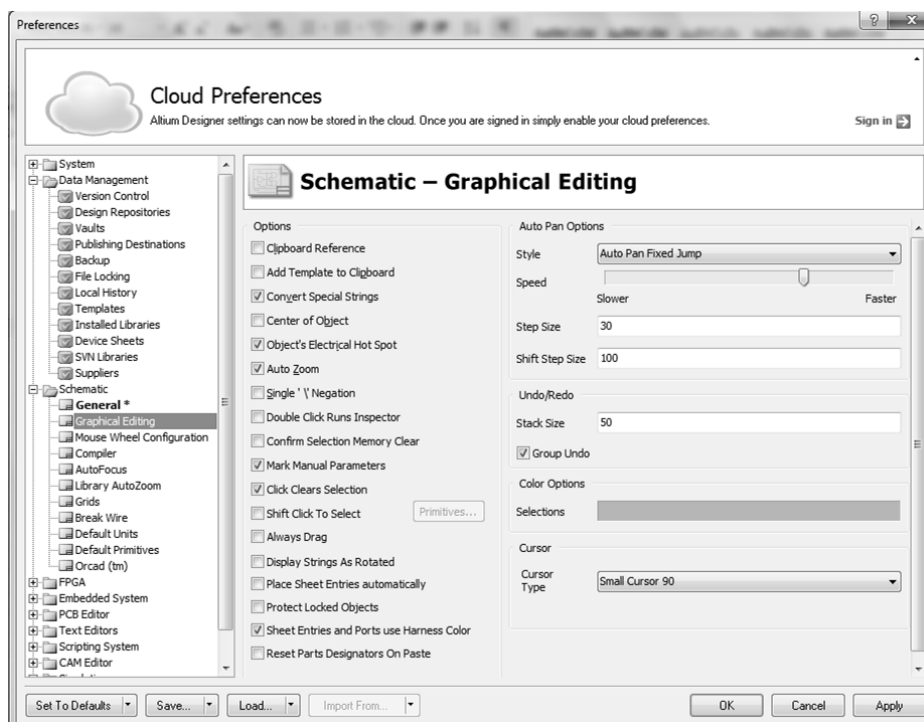 Preferences
Cloud Preferences
Altium Designer settings can now be stored in the cloud. Once you are signed in simply enable your cloud preferences.
Sign in
System
Data Management
Version Control
Design Repositories
Vaults
Publishing Destinations
Backup
File Locking
Local History
Templates
Installed Libraries
Device Sheets
SVN Libraries
Suppliers
Schematic
General *
Graphical Editing
Mouse Wheel Configuration
Compiler
AutoFocus
Library AutoZoom
Grids
Break Wire
Default Units
Default Primitives
Orcad (tm)
FPGA
Embedded System
PCB Editor
Text Editors
Scripting System
CAM Editor
Schematic – Graphical Editing
Options
Clipboard Reference
Add Template to Clipboard
Convert Special Strings
Center of Object
Object's Electrical Hot Spot
Auto Zoom
Single '\' Negation
Double Click Runs Inspector
Confirm Selection Memory Clear
Mark Manual Parameters
Click Clears Selection
Shift Click To Select
Primitives...
Always Drag
Display Strings As Rotated
Place Sheet Entries automatically
Protect Locked Objects
Sheet Entries and Ports use Harness Color
Reset Parts Designators On Paste
Auto Pan Options
Style
Auto Pan Fixed Jump
Speed
Slower Faster
Step Size
30
Shift Step Size
100
Undo/Redo
Stack Size
50
Group Undo
Color Options
Selections
Cursor
Cursor
Type
Small Cursor 90
Set To Defaults
Save...
Load...
Import From...
OK
Cancel
Apply